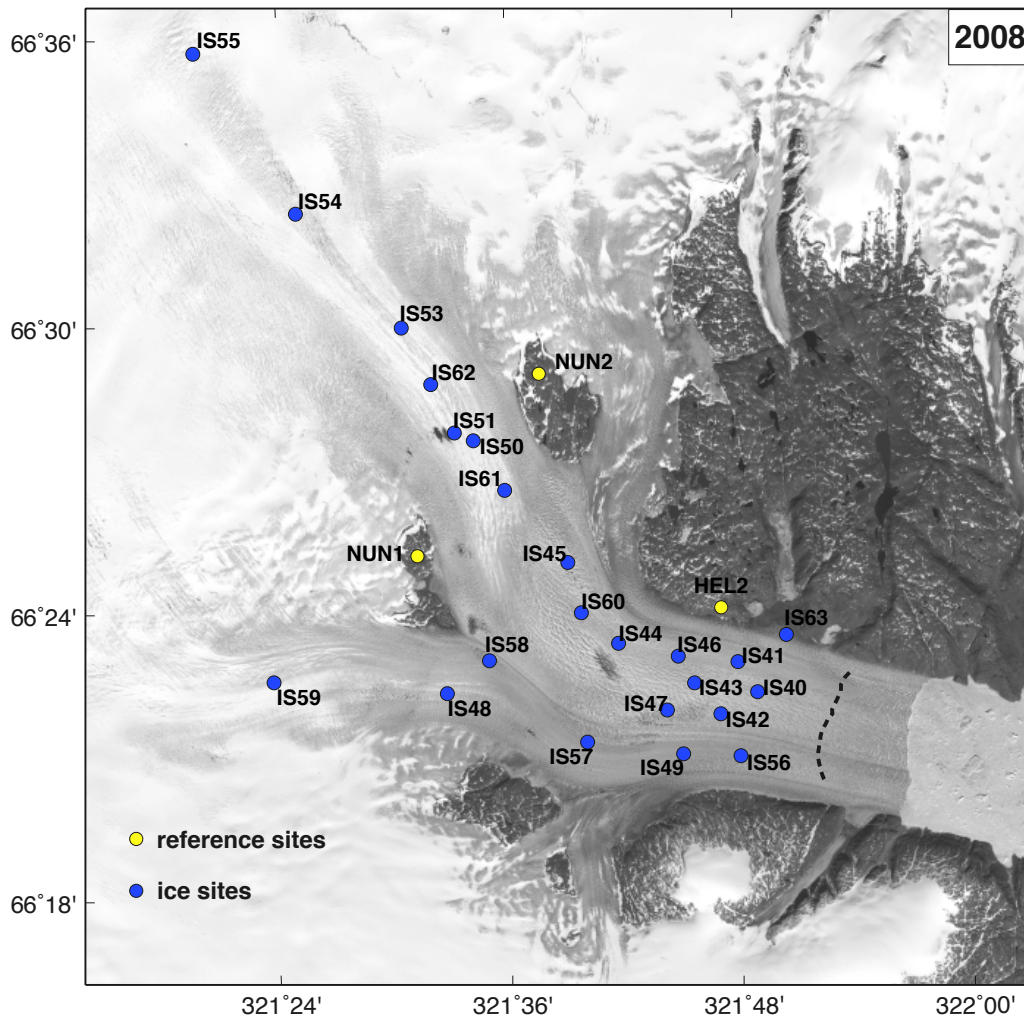 2008
66°36'
IS55
IS54
66°30'
IS53
NUN2
IS62
IS51
IS50
IS61
NUN1
IS45
HEL2
IS60
66°24'
IS44
IS63
IS58
IS46
IS41
IS59
IS43
IS40
IS48
IS47
IS42
IS57
IS49
IS56
reference sites
ice sites
66°18'
321°24'
321°36'
321°48'
322°00'